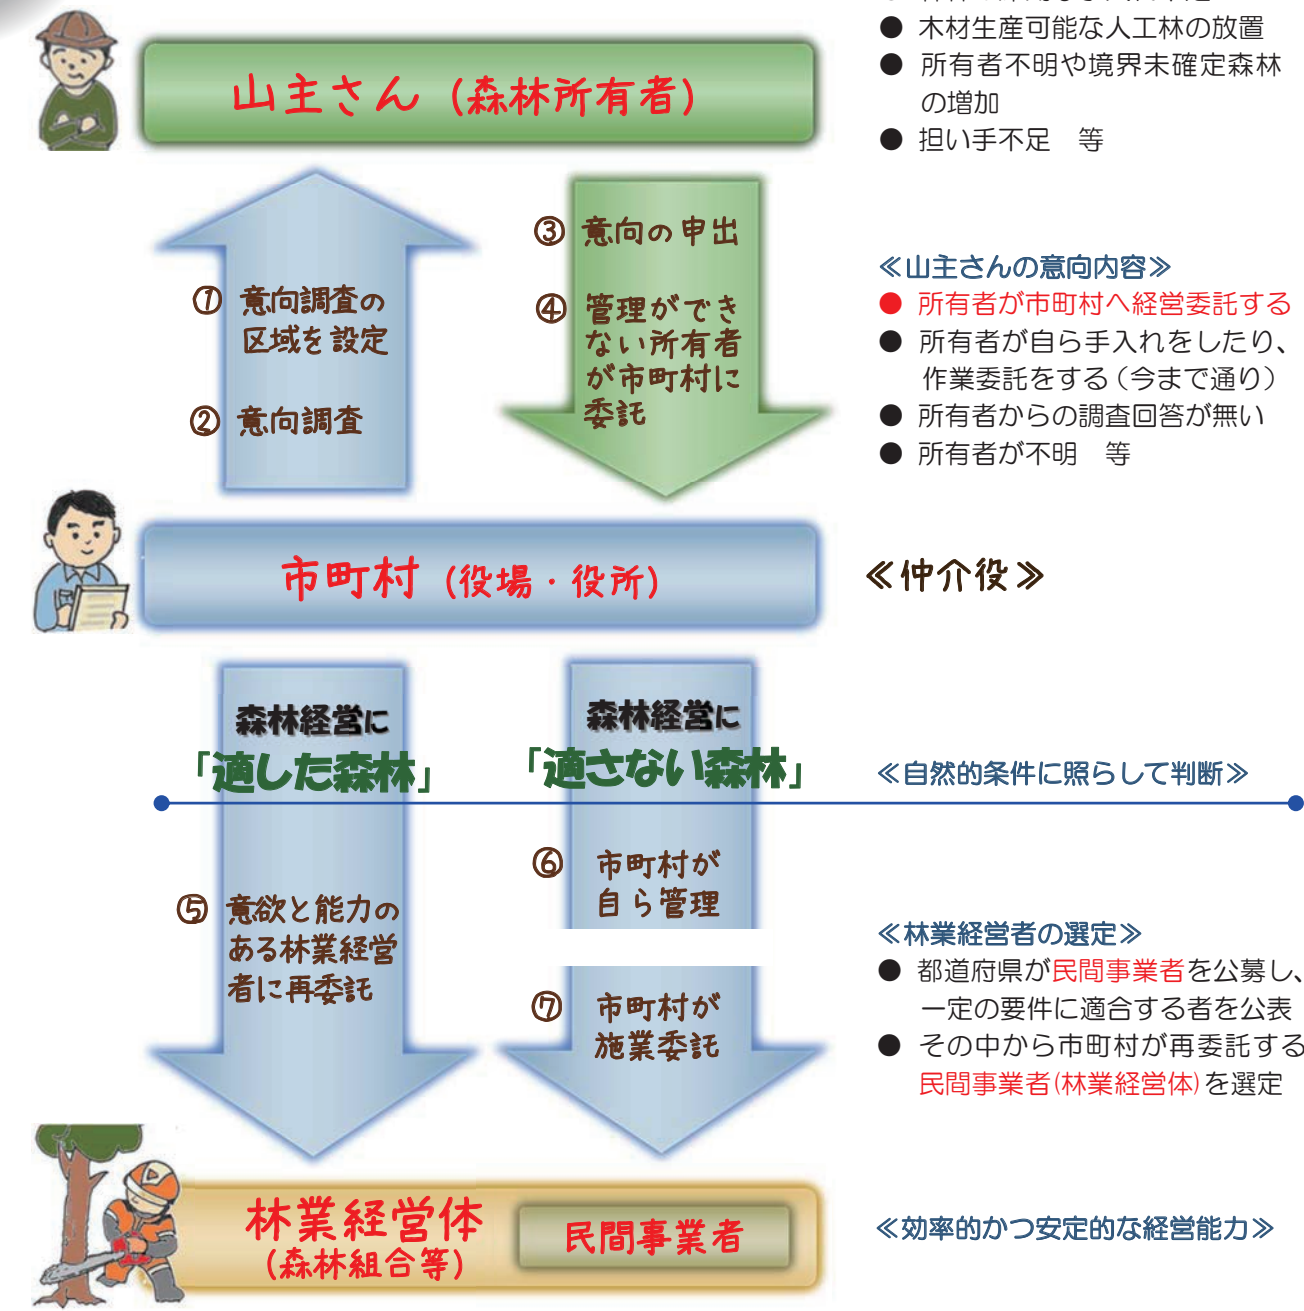 ● 木材生産可能な人工林の放置
● 所有者不明や境界未確定森林
の増加
● 担い手不足　等
山主さん (森林所有者)
① 意向調査の
区域を設定
② 意向調査
③ 意向の申出
④ 管理ができ
ない所有者
が市町村に
委託
≪山主さんの意向内容≫
● 所有者が市町村へ経営委託する
● 所有者が自ら手入れをしたり、
作業委託をする（今まで通り）
● 所有者からの調査回答が無い
● 所有者が不明　等
市町村 (役場・役所)
≪仲介役≫
森林経営に
「適した森林」
森林経営に
「適さない森林」
≪自然的条件に照らして判断≫
⑤ 意欲と能力の
ある林業経営
者に再委託
⑥ 市町村が
自ら管理
⑦ 市町村が
施業委託
≪林業経営者の選定≫
● 都道府県が民間事業者を公募し、
一定の要件に適合する者を公表
● その中から市町村が再委託する
民間事業者(林業経営体)を選定
林業経営体
(森林組合等)
民間事業者
≪効率的かつ安定的な経営能力≫